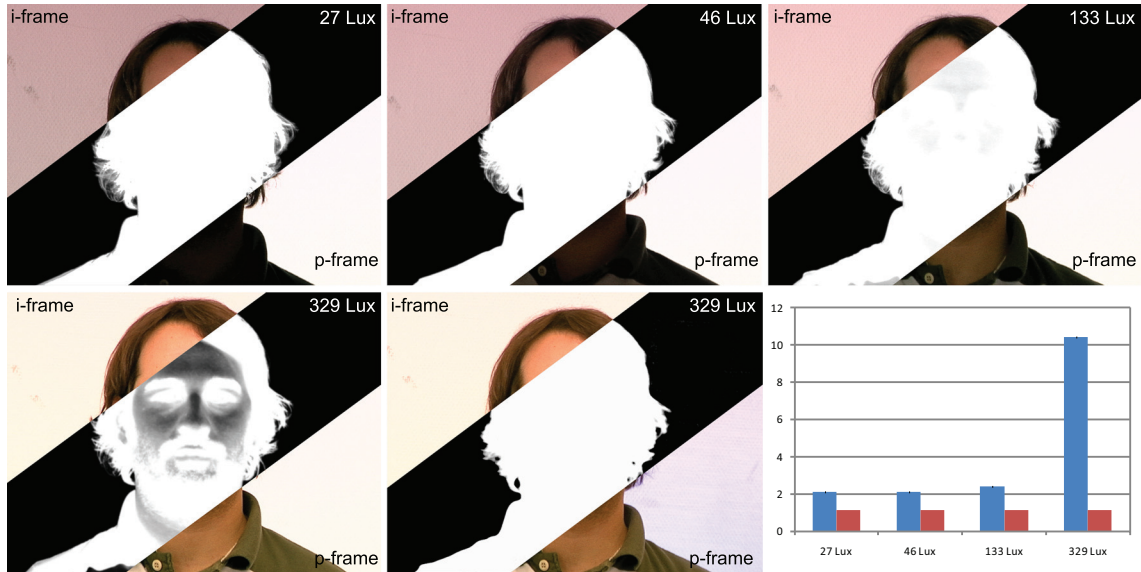 i-frame 27 Lux
p-frame
i-frame 46 Lux
p-frame
i-frame 133 Lux
p-frame
i-frame 329 Lux
p-frame
i-frame 329 Lux
p-frame
12
10
8
6
4
2
0
27 Lux 46 Lux 133 Lux 329 Lux